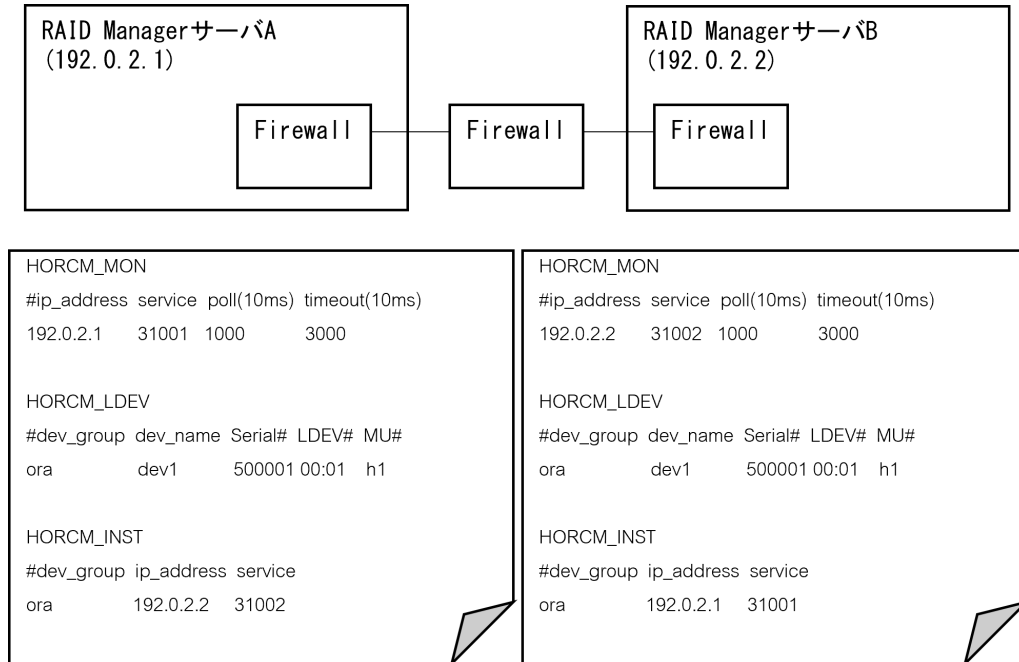 RAID ManagerサーバA
(192.0.2.1)
RAID ManagerサーバB
(192.0.2.2)
Firewall
Firewall
Firewall
HORCM_MON
#ip_address service poll(10ms) timeout(10ms)
192.0.2.1 31001 1000 3000
HORCM_LDEV
#dev_group dev_name Serial# LDEV# MU#
ora dev1 500001 00:01 h1
HORCM_INST
#dev_group ip_address service
ora 192.0.2.2 31002
HORCM_MON
#ip_address service poll(10ms) timeout(10ms)
192.0.2.2 31002 1000 3000
HORCM_LDEV
#dev_group dev_name Serial# LDEV# MU#
ora dev1 500001 00:01 h1
HORCM_INST
#dev_group ip_address service
ora 192.0.2.1 31001